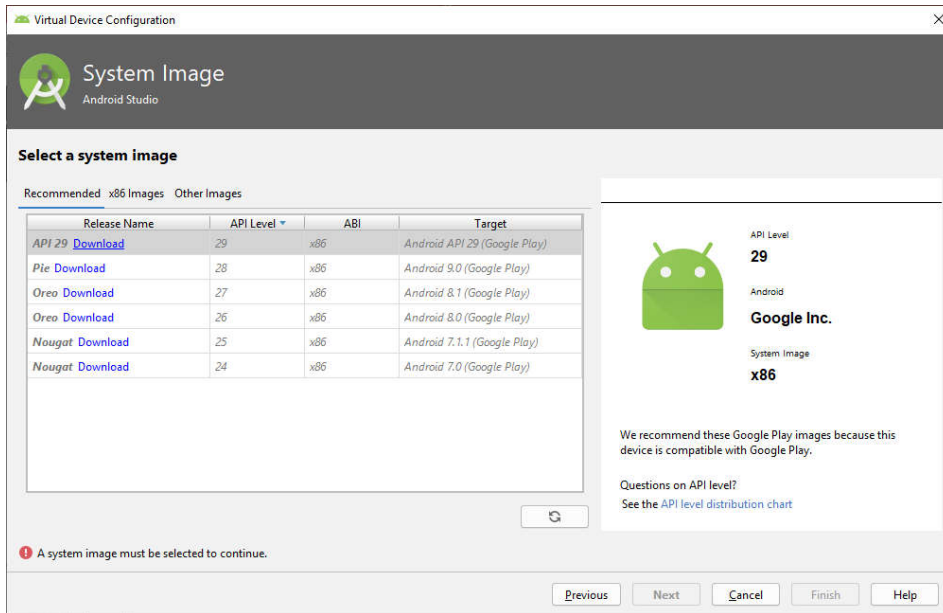 Virtual Device Configuration
System Image
Android Studio
Select a system image
Recommended x86 Images Other Images
Release Name API Level ABI Target
API 29 Download 29 x86 Android API 29 (Google Play)
Pie Download 28 x86 Android 9.0 (Google Play)
Oreo Download 27 x86 Android 8.1 (Google Play)
Oreo Download 26 x86 Android 8.0 (Google Play)
Nougat Download 25 x86 Android 7.1.1 (Google Play)
Nougat Download 24 x86 Android 7.0 (Google Play)
API Level
29
Android
Google Inc.
System Image
x86
We recommend these Google Play images because this
device is compatible with Google Play.
Questions on API level?
See the API level distribution chart
A system image must be selected to continue.
Previous Next Cancel Finish Help